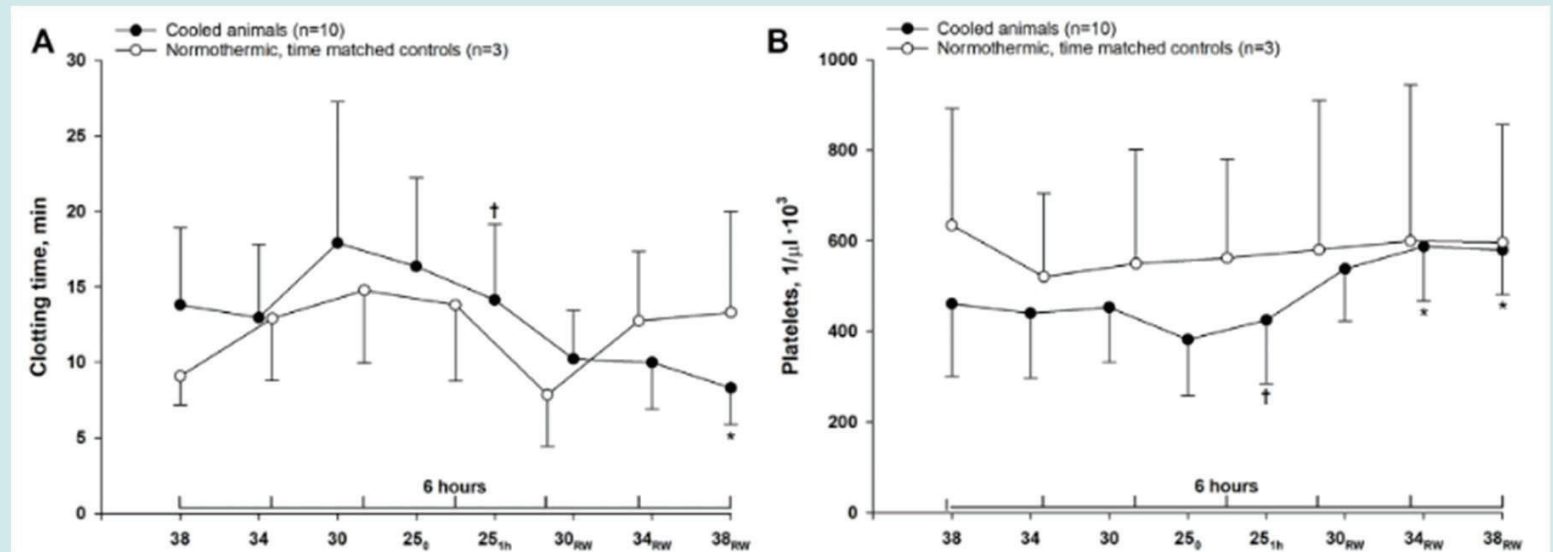 A
Cooled animals (n=10)
Normothermic, time matched controls (n=3)
30
25
20
15
10
5
0
Clotting time, min
†
*
6 hours
38 34 30 25₀ 25₁ₕ 30RW 34RW 38RW
B
Cooled animals (n=10)
Normothermic, time matched controls (n=3)
1000
800
600
400
200
0
Platelets, 1/µl ·10³
†
*
*
6 hours
38 34 30 25₀ 25₁ₕ 30RW 34RW 38RW